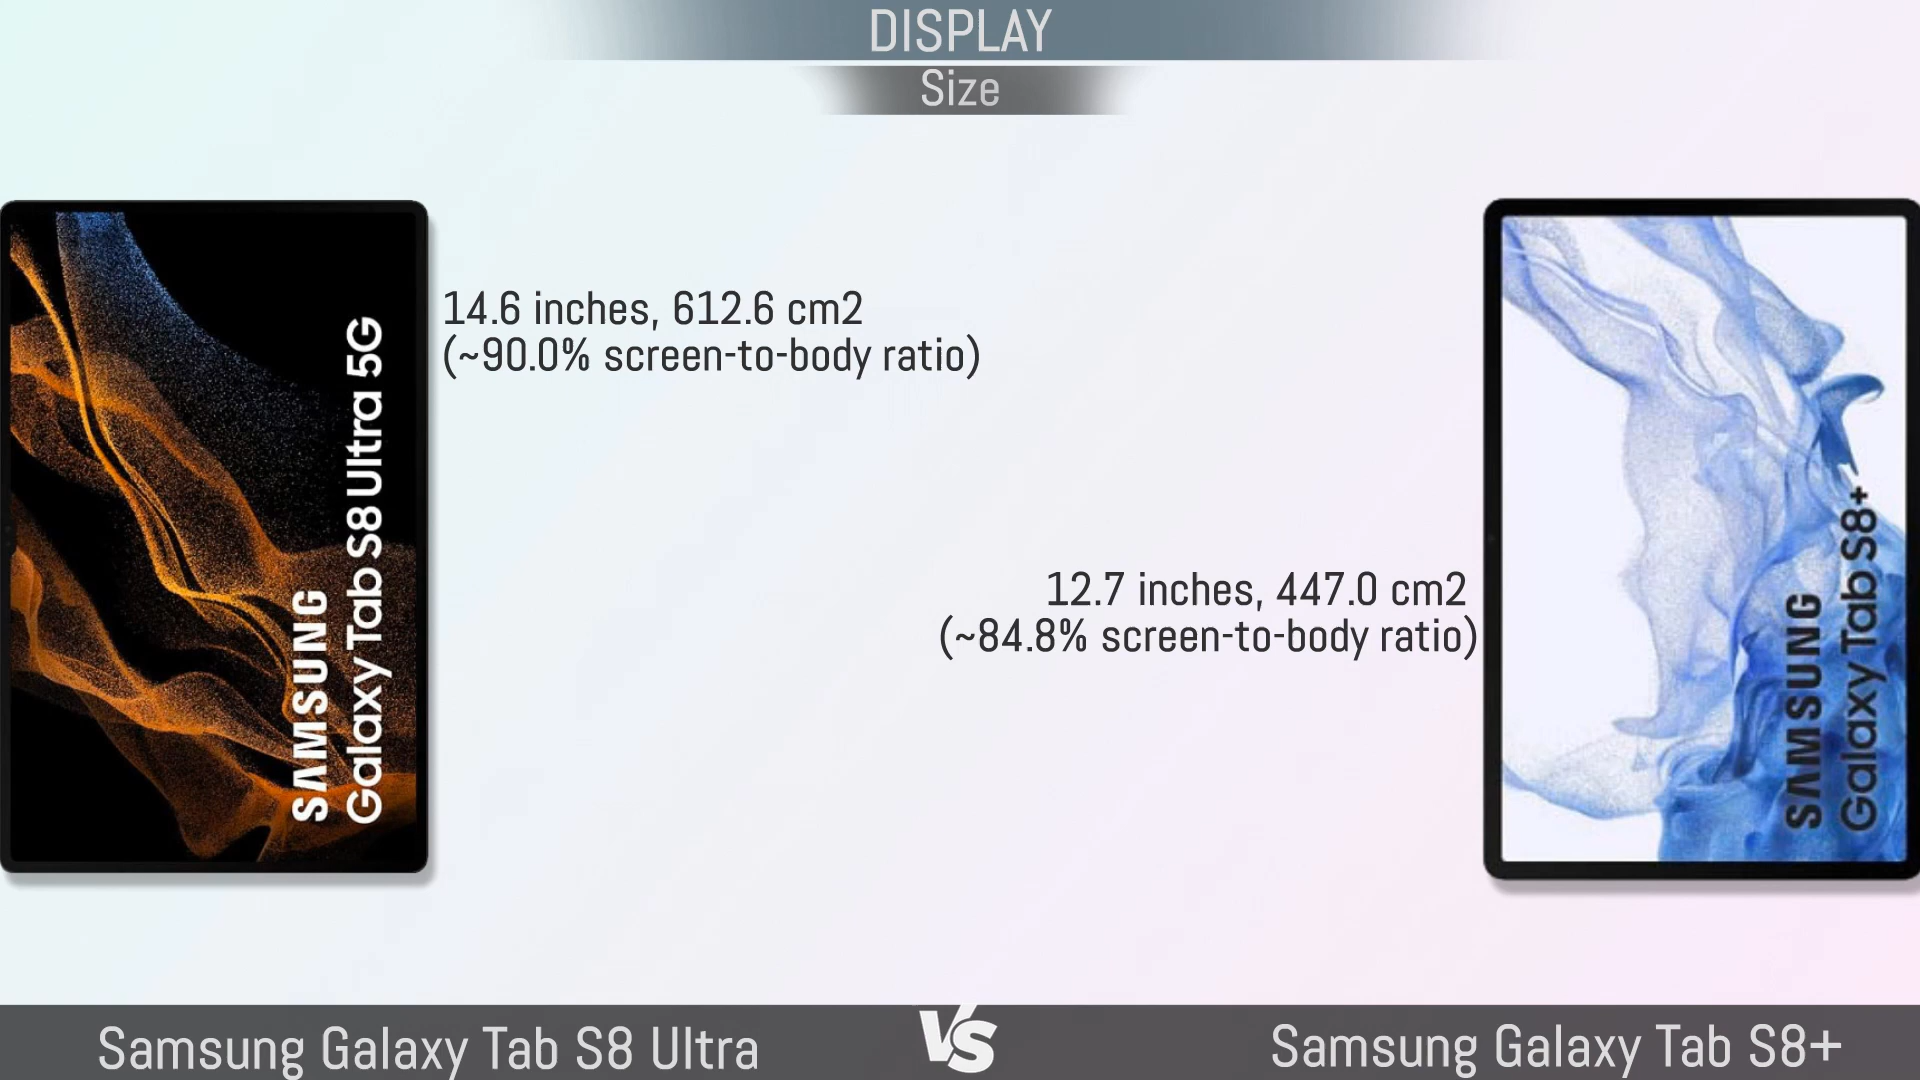 DISPLAY
Size
14.6 inches, 612.6 cm2
(~90.0% screen-to-body ratio)
SAMSUNG
Galaxy Tab S8 Ultra 5G
12.7 inches, 447.0 cm2
(~84.8% screen-to-body ratio)
SAMSUNG
Galaxy Tab S8+
Samsung Galaxy Tab S8 Ultra
VS
Samsung Galaxy Tab S8+